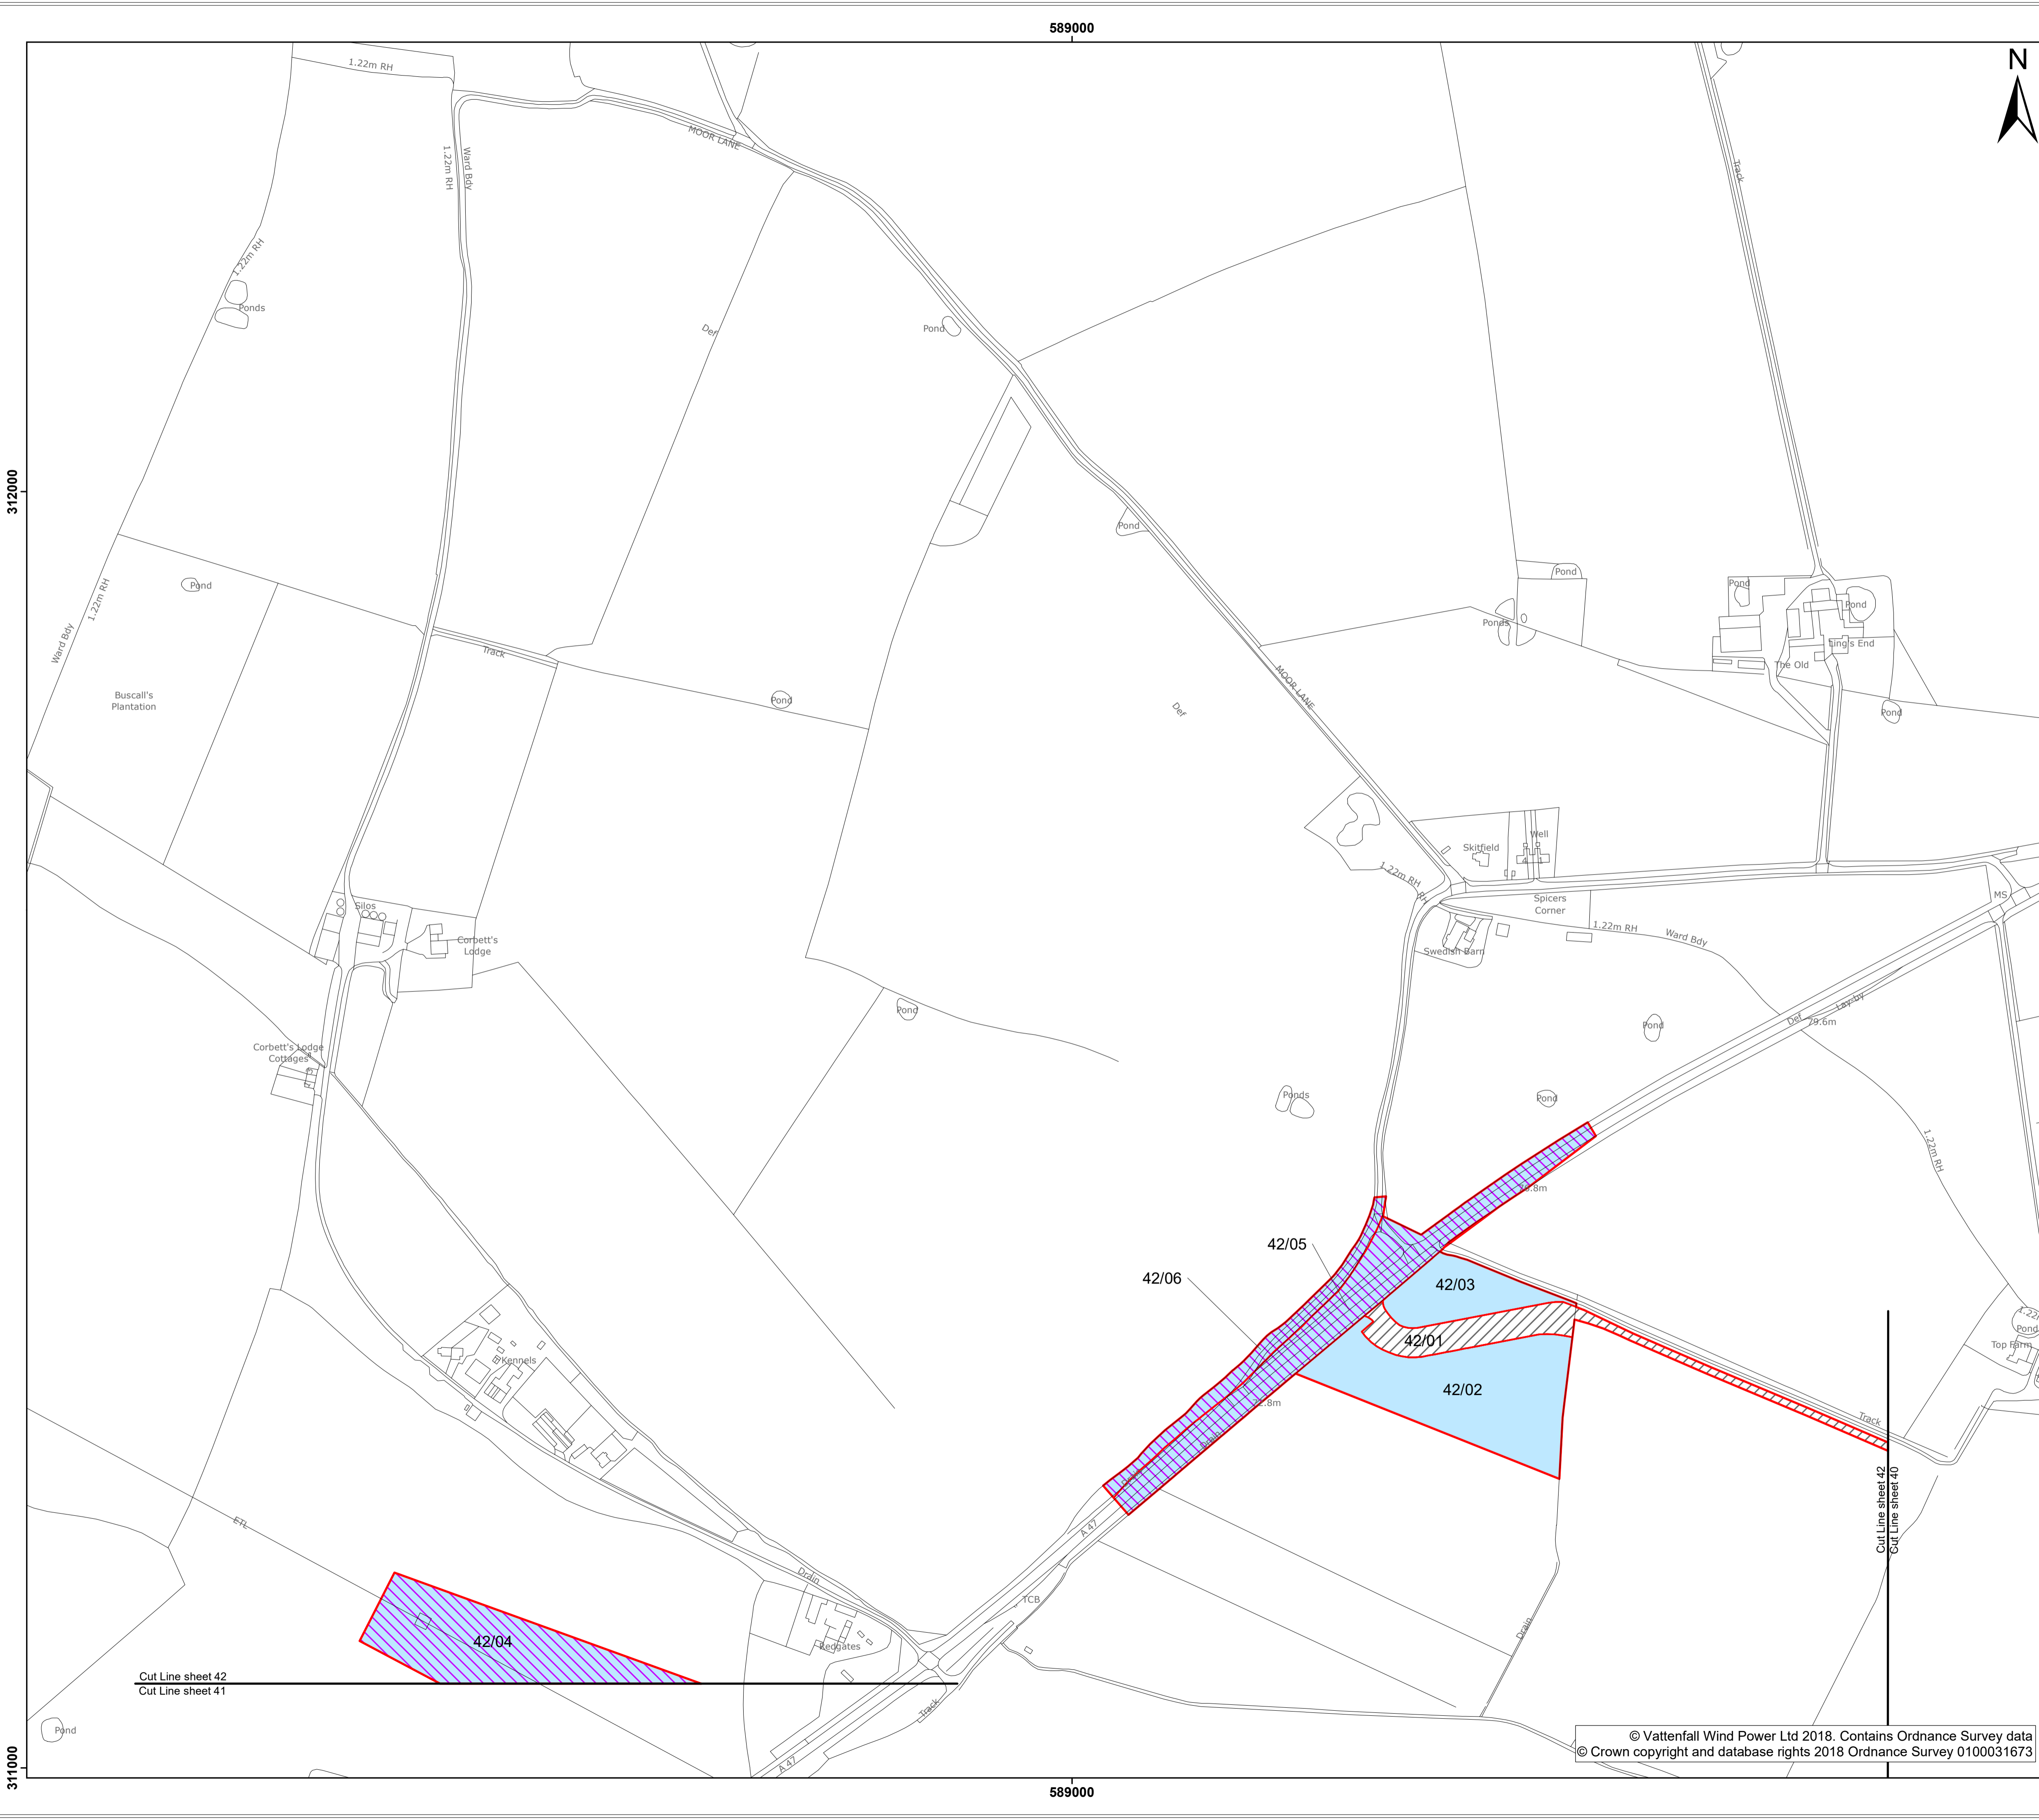 589000
N
1.22m RH
MOOR LANE
1.22m RH
Ward Bdy
Track
1.22m RH
Ponds
Def
Pond
312000
Pond
Pond
Pond
Pond
Pond
1.22m RH
Ponds
Ward Bdy
Track
The Old
Ling's End
Buscall's
Plantation
Pond
MOOR LANE
Def
Pond
Well
Skitfield
4
1
1.22m RH
RH
Silos
Spicers
Corner
MS
1.22m RH
Ward Bdy
Corbett's
Lodge
Swedish Barn
Pond
Lay-by
Def
79.6m
Pond
Corbett's Lodge
Cottages
Ponds
Pond
1.22m RH
42/05
42/06
42/03
Pond
42/01
Top Farm
Kennels
42/02
Track
Drain
Cut Line sheet 42
Cut Line sheet 40
ETL
A 47
Drain
TCB
Drain
42/04
Redgates
Cut Line sheet 42
Cut Line sheet 41
Track
Pond
A 47
© Vattenfall Wind Power Ltd 2018. Contains Ordnance Survey data
© Crown copyright and database rights 2018 Ordnance Survey 0100031673
311000
589000